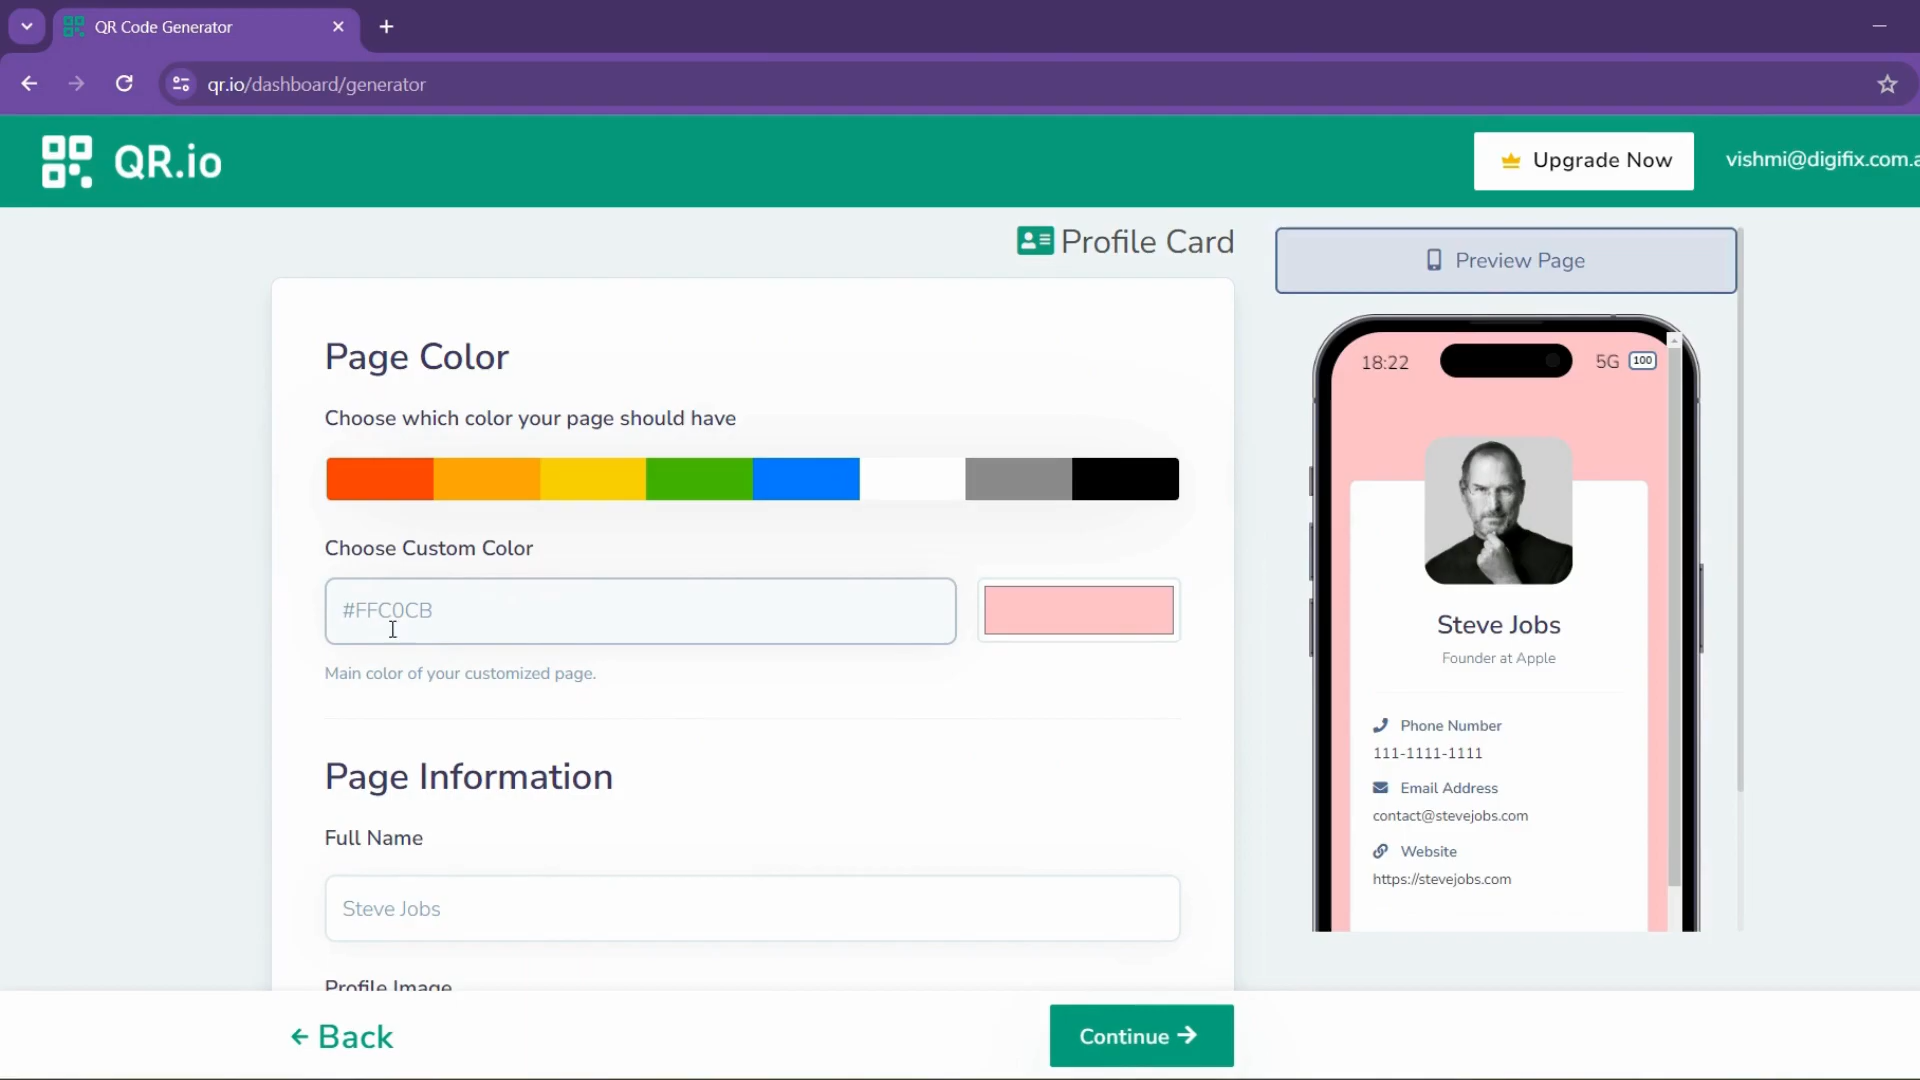 QR Code Generator
qr.io/dashboard/generator
QR.io
Upgrade Now
vishmi@digifix.com.a
Profile Card
Preview Page
Page Color
Choose which color your page should have
Choose Custom Color
#FFC0CB
Main color of your customized page.
Page Information
Full Name
Steve Jobs
Profile Image
Back
Continue
18:22
5G
100
Steve Jobs
Founder at Apple
Phone Number
111-1111-1111
Email Address
contact@stevejobs.com
Website
https://stevejobs.com